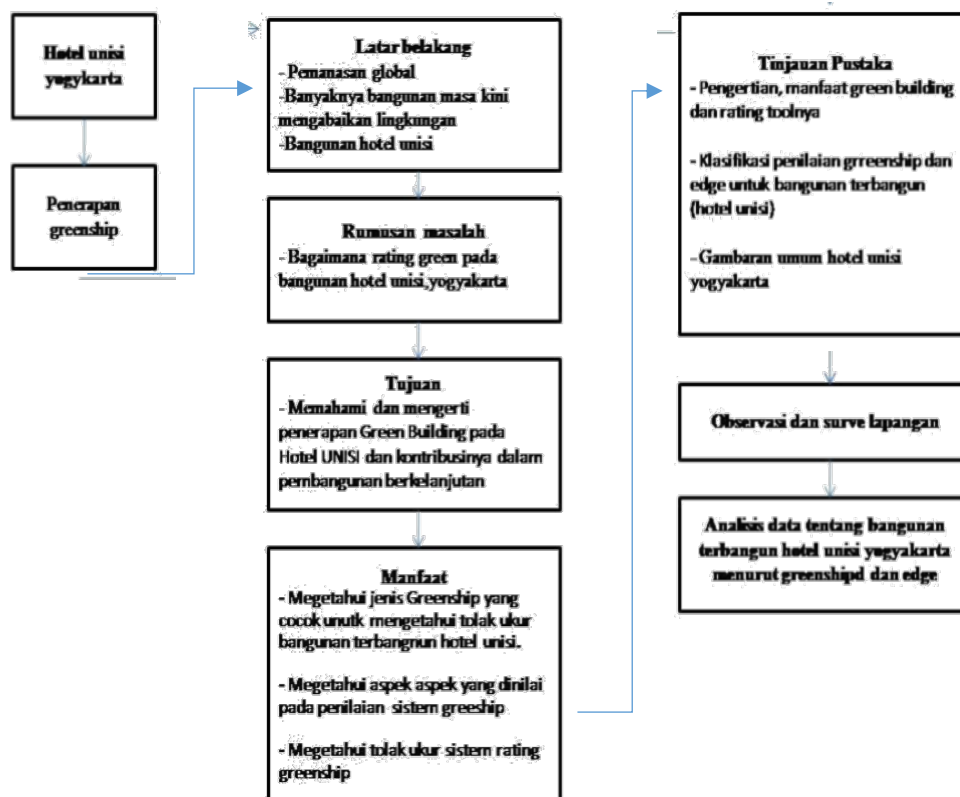 Hotel unisi
yogykarta
Penerapan
greenship
Latar belakang
- Pemanasan global
-Banyaknya bangunan masa kini
mengabaikan lingkungan
-Bangunan hotel unisi
Rumusan masalah
- Bagaimana rating green pada
bangunan hotel unisi,yogyakarta
Tujuan
- Memahami dan mengerti
penerapan Green Building pada
Hotel UNISI dan kontribusinya dalam
pembangunan berkelanjutan
Manfaat
- Megetahui jenis Greenship yang
cocok unutk mengetahui tolak ukur
bangunan terbangnun hotel unisi.
- Megetahui aspek aspek yang dinilai
pada penilaian sistem greeship
- Megetahui tolak ukur sistem rating
greenship
Tinjauan Pustaka
- Pengertian, manfaat green building
dan rating toolnya
- Klasifikasi penilaian grreenship dan
edge untuk bangunan terbangun
(hotel unisi)
- Gambaran umum hotel unisi
yogyakarta
Observasi dan surve lapangan
Analisis data tentang bangunan
terbangun hotel unisi yogyakarta
menurut greenshipd dan edge